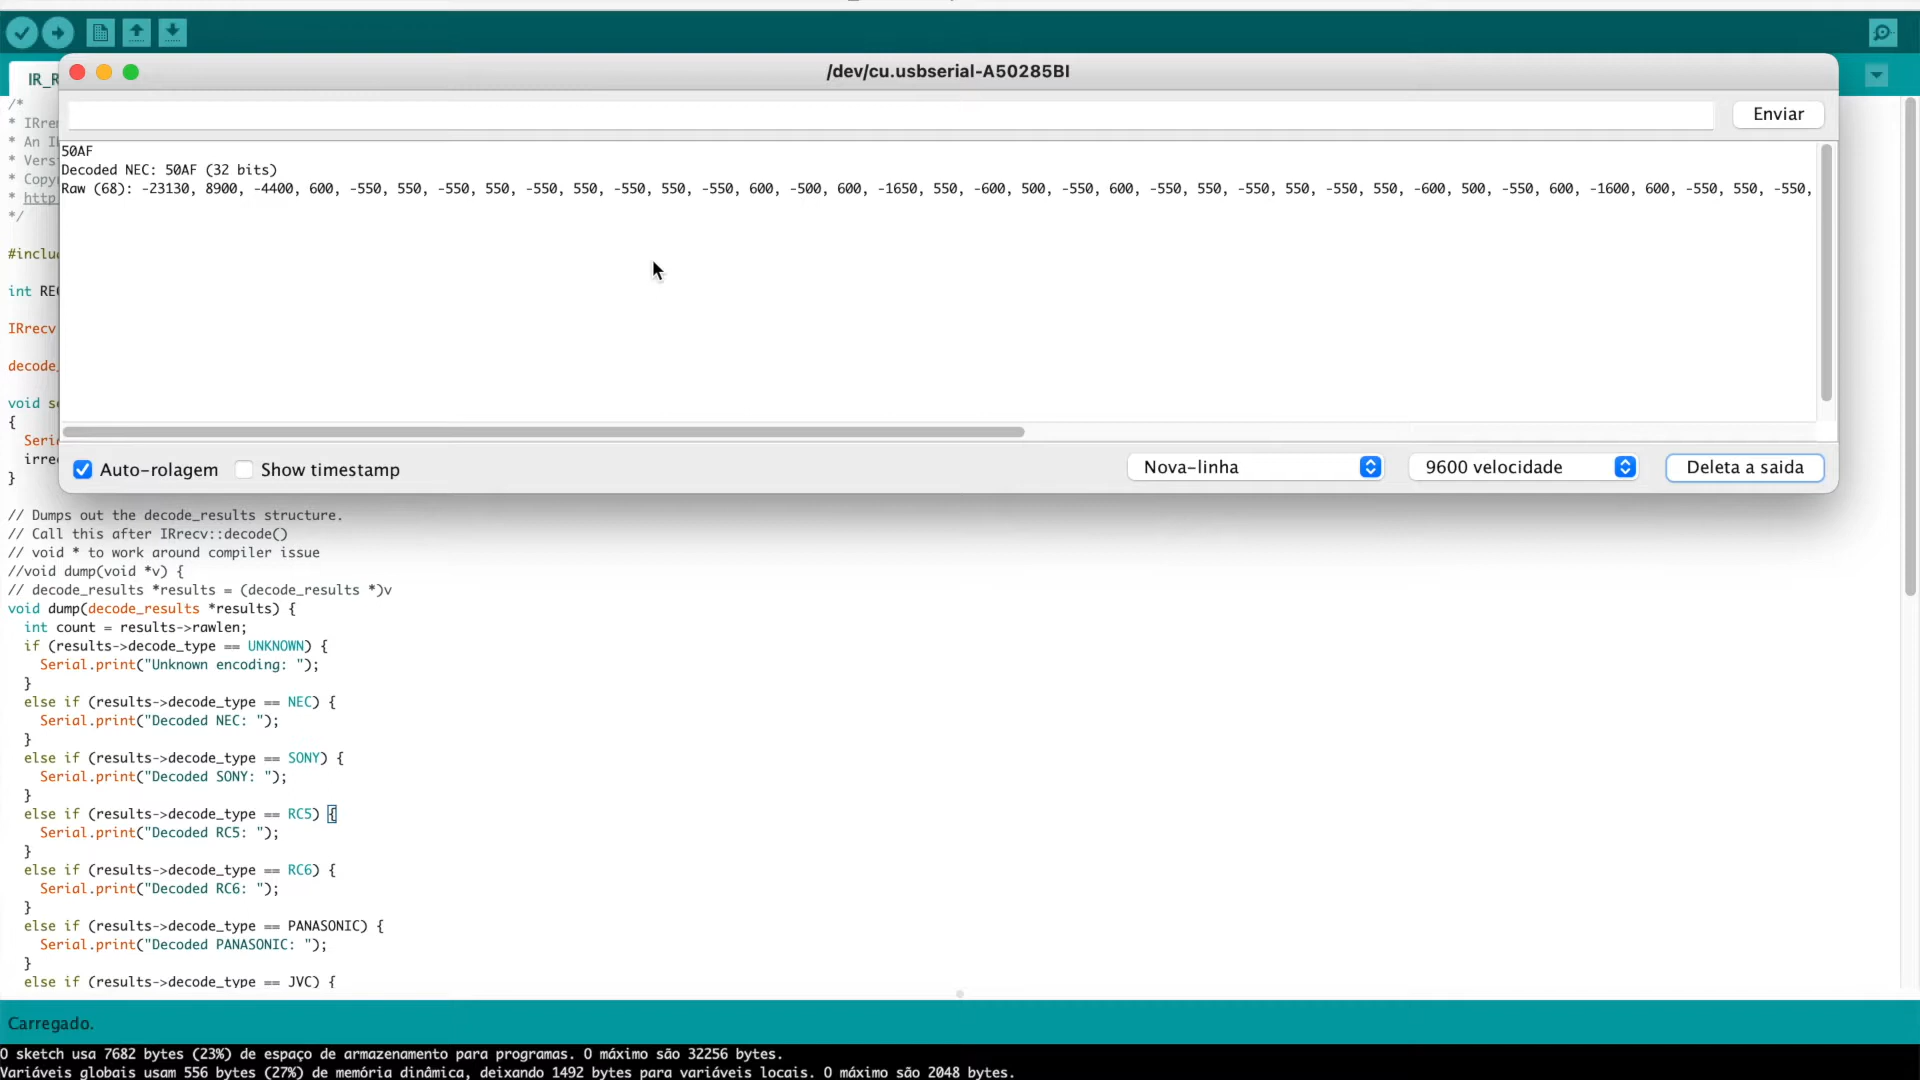 /dev/cu.usbserial-A50285BI
IR_R
/*
* IRrem
* An I
* Vers
* Copy
* http
*/
#inclu
int REC
IRrecv
decode_
void se
{
Seri
irre
}
Enviar
50AF
Decoded NEC: 50AF (32 bits)
Raw (68): -23130, 8900, -4400, 600, -550, 550, -550, 550, -550, 550, -550, 550, -550, 600, -500, 600, -1650, 550, -600, 500, -550, 600, -550, 550, -550, 550, -550, 550, -600, 500, -550, 600, -1600, 600, -550, 550, -550,
Auto-rolagem
Show timestamp
Nova-linha
9600 velocidade
Deleta a saida
// Dumps out the decode_results structure.
// Call this after IRrecv::decode()
// void * to work around compiler issue
//void dump(void *v) {
// decode_results *results = (decode_results *)v
void dump(decode_results *results) {
int count = results->rawlen;
if (results->decode_type == UNKNOWN) {
Serial.print("Unknown encoding: ");
}
else if (results->decode_type == NEC) {
Serial.print("Decoded NEC: ");
}
else if (results->decode_type == SONY) {
Serial.print("Decoded SONY: ");
}
else if (results->decode_type == RC5) {
Serial.print("Decoded RC5: ");
}
else if (results->decode_type == RC6) {
Serial.print("Decoded RC6: ");
}
else if (results->decode_type == PANASONIC) {
Serial.print("Decoded PANASONIC: ");
}
else if (results->decode_type == JVC) {
Carregado.
O sketch usa 7682 bytes (23%) de espaço de armazenamento para programas. O máximo são 32256 bytes.
Variáveis globais usam 556 bytes (27%) de memória dinâmica, deixando 1492 bytes para variáveis locais. O máximo são 2048 bytes.